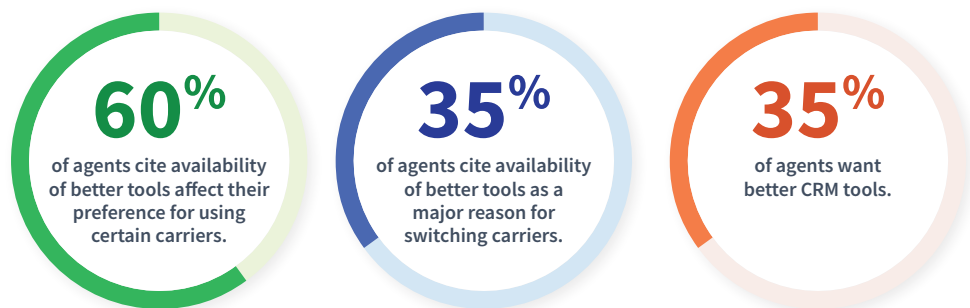 60%
of agents cite availability
of better tools affect their
preference for using
certain carriers.
35%
of agents cite availability
of better tools as a
major reason for
switching carriers.
35%
of agents want
better CRM tools.